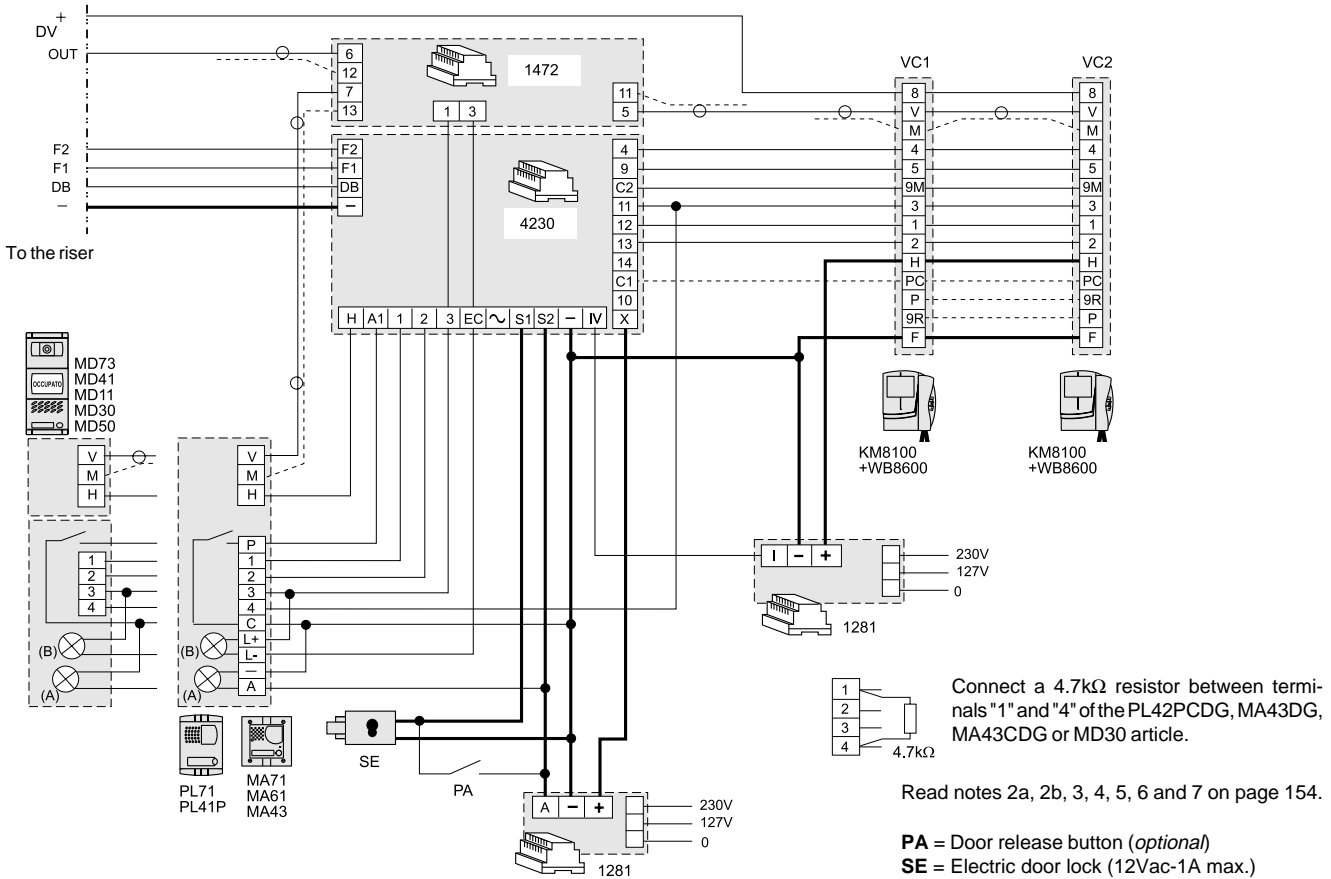 +
DV
OUT
6
12
7
13
1472
1 3
11
5
VC1
VC2
8
V
M
4
5
9M
3
1
2
H
PC
P
9R
F
8
V
M
4
5
9M
3
1
2
H
PC
9R
P
F
F2
F1
DB
–
F2
F1
DB
–
4230
4
9
C2
11
12
13
14
C1
10
X
To the riser
H A1 1 2 3 EC ∿ S1 S2 – IV
OCCUPATO
MD73
MD41
MD11
MD30
MD50
KM8100
+WB8600
KM8100
+WB8600
V
M
H
V
M
H
1
2
3
4
(B)
(A)
P
1
2
3
4
C
L+
L-
—
A
(B)
(A)
I – +
230V
127V
0
1281
PL71
PL41P
MA71
MA61
MA43
SE
PA
A – +
230V
127V
0
1281
1
2
3
4
4.7kΩ
Connect a 4.7kΩ resistor between termi-
nals "1" and "4" of the PL42PCDG, MA43DG,
MA43CDG or MD30 article.
Read notes 2a, 2b, 3, 4, 5, 6 and 7 on page 154.
PA = Door release button (optional)
SE = Electric door lock (12Vac-1A max.)